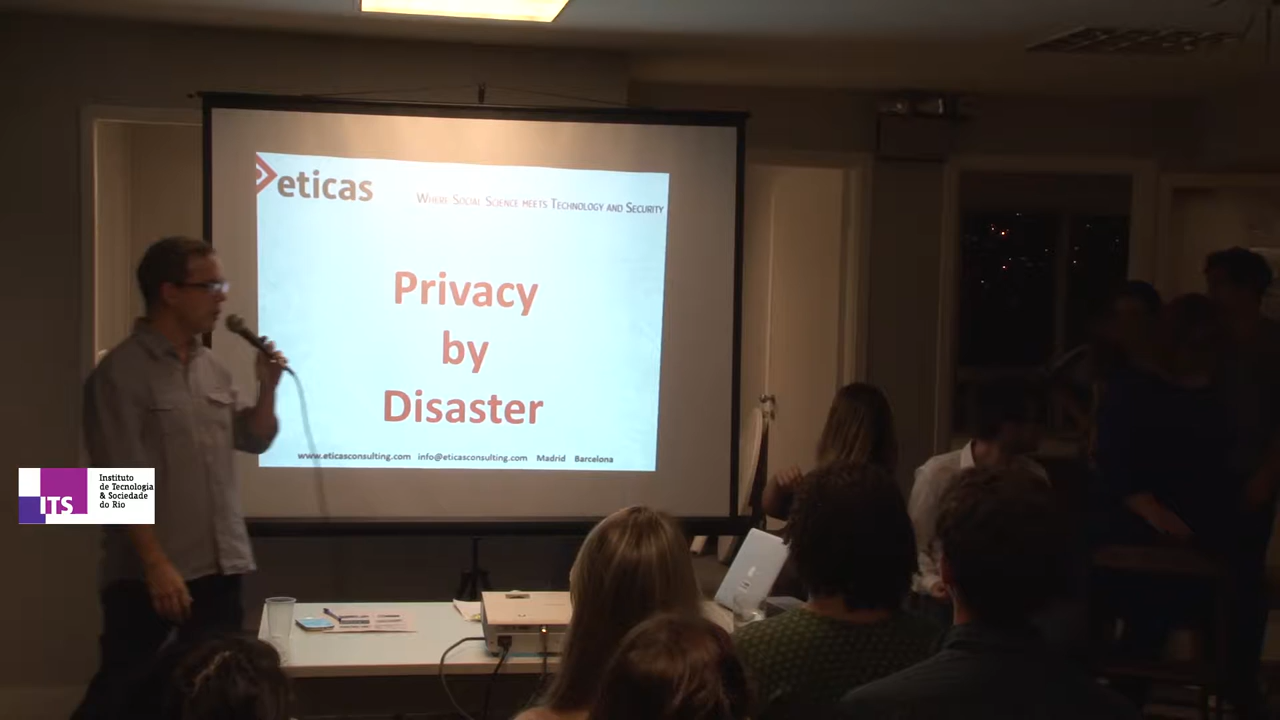 eticas
Where Social Science meets Technology and Security
Privacy
by
Disaster
www.eticasconsulting.com info@eticasconsulting.com Madrid Barcelona
ITS
Instituto
de Tecnologia
& Sociedade
do Rio